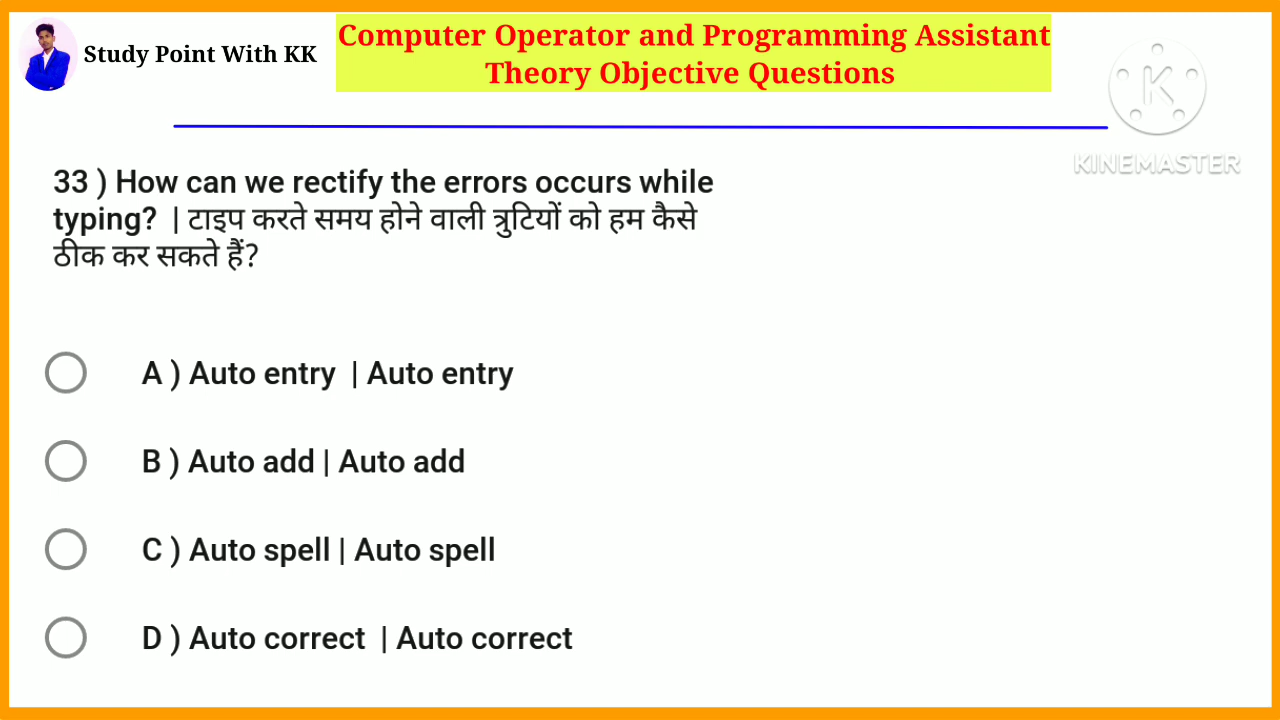 Study Point With KK
Computer Operator and Programming Assistant
Theory Objective Questions
K
KINEMASTER
33 ) How can we rectify the errors occurs while
typing? | टाइप करते समय होने वाली त्रुटियों को हम कैसे
ठीक कर सकते हैं?
A ) Auto entry | Auto entry
B ) Auto add | Auto add
C ) Auto spell | Auto spell
D ) Auto correct | Auto correct